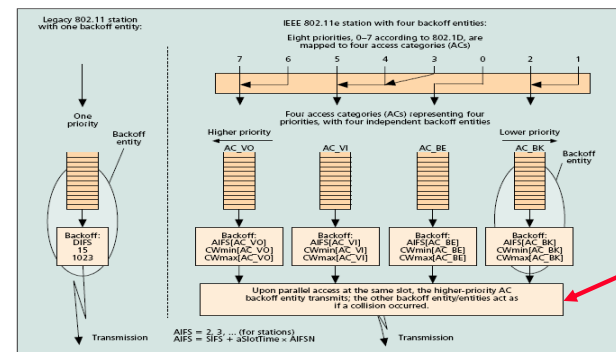 Legacy 802.11 station
with one backoff entity:
IEEE 802.11e station with four backoff entities:
Eight priorities, 0–7 according to 802.1D, are
mapped to four access categories (ACs)
7 6 5 4 3 0 2 1
One
priority
Backoff
entity
Four access categories (ACs) representing four
priorities, with four independent backoff entities
Higher priority
Lower priority
AC_VO AC_VI AC_BE AC_BK
Backoff
entity
Backoff:
DIFS
15
1023
Backoff:
AIFS[AC_VO]
CWmin[AC_VO]
CWmax[AC_VO]
Backoff:
AIFS[AC_VI]
CWmin[AC_VI]
CWmax[AC_VI]
Backoff:
AIFS[AC_BE]
CWmin[AC_BE]
CWmax[AC_BE]
Backoff:
AIFS[AC_BK]
CWmin[AC_BK]
CWmax[AC_BK]
Upon parallel access at the same slot, the higher-priority AC
backoff entity transmits; the other backoff entity/entities act as
if a collision occurred.
Transmission
AIFS = 2, 3, ... (for stations)
AIFS = SIFS + aSlotTime × AIFSN
Transmission